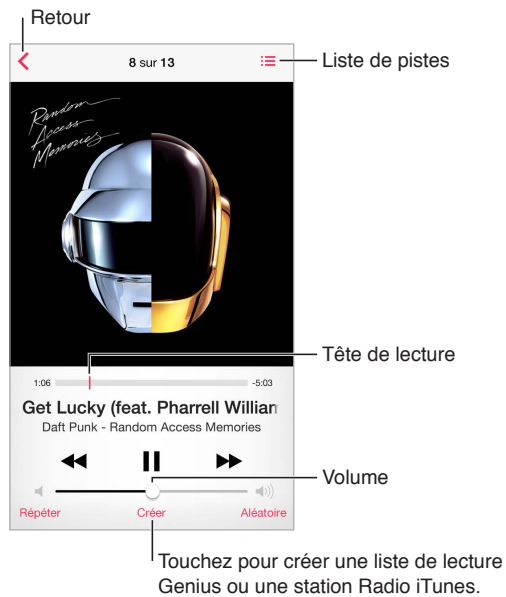 Retour
8 sur 13
Liste de pistes
Random
Access
Memories
Tête de lecture
1:06
-5:03
Get Lucky (feat. Pharrell Willian
Daft Punk - Random Access Memories
Volume
Répéter
Créer
Aléatoire
Touchez pour créer une liste de lecture
Genius ou une station Radio iTunes.